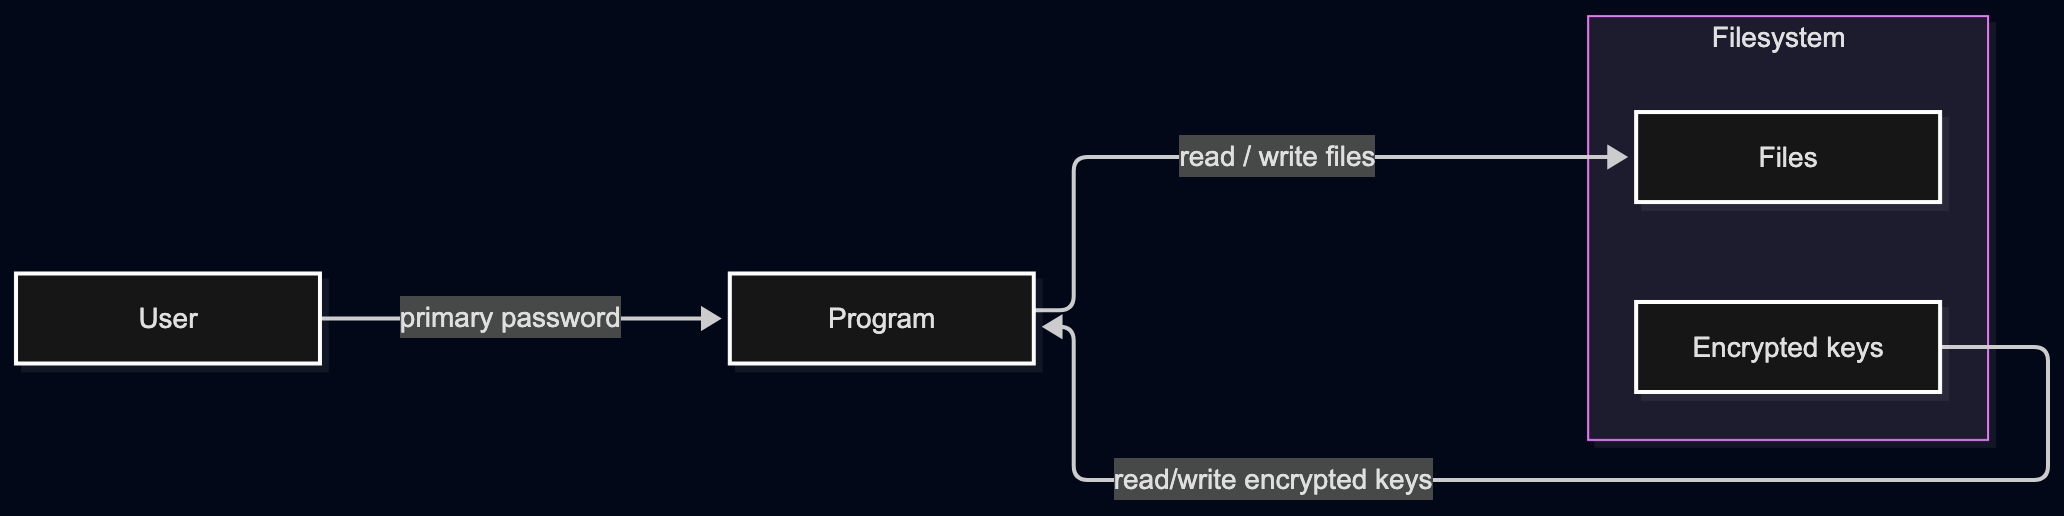 Filesystem
read / write files
Files
User
primary password
Program
Encrypted keys
read/write encrypted keys